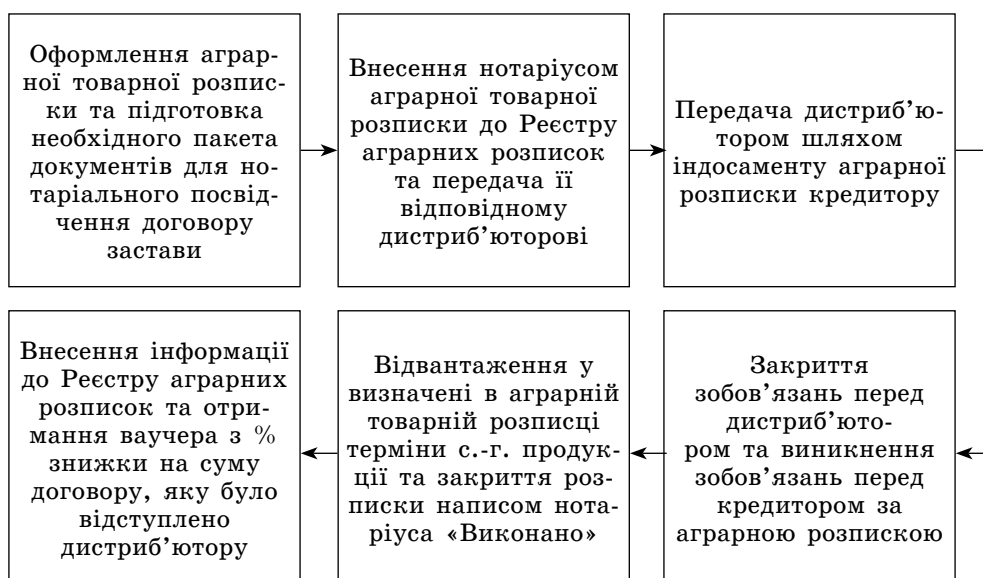 Оформлення аграр-
ної товарної розпис-
ки та підготовка
необхідного пакета
документів для но-
таріального посвід-
чення договору
застави
Внесення нотаріусом
аграрної товарної
розписки до Реєстру
аграрних розписок
та передача її
відповідному
дистриб’юторові
Передача дистриб’ю-
тором шляхом
індосаменту аграрної
розписки кредитору
Закриття
зобов’язань перед
дистриб’юто-
ром та виникнення
зобов’язань перед
кредитором за
аграрною розпискою
Відвантаження у
визначені в аграрній
товарній розписці
терміни с.-г. продук-
ції та закриття роз-
писки написом нота-
ріуса «Виконано»
Внесення інформації
до Реєстру аграрних
розписок та отри-
мання ваучера з %
знижки на суму
договору, яку було
відступлено
дистриб’ютору